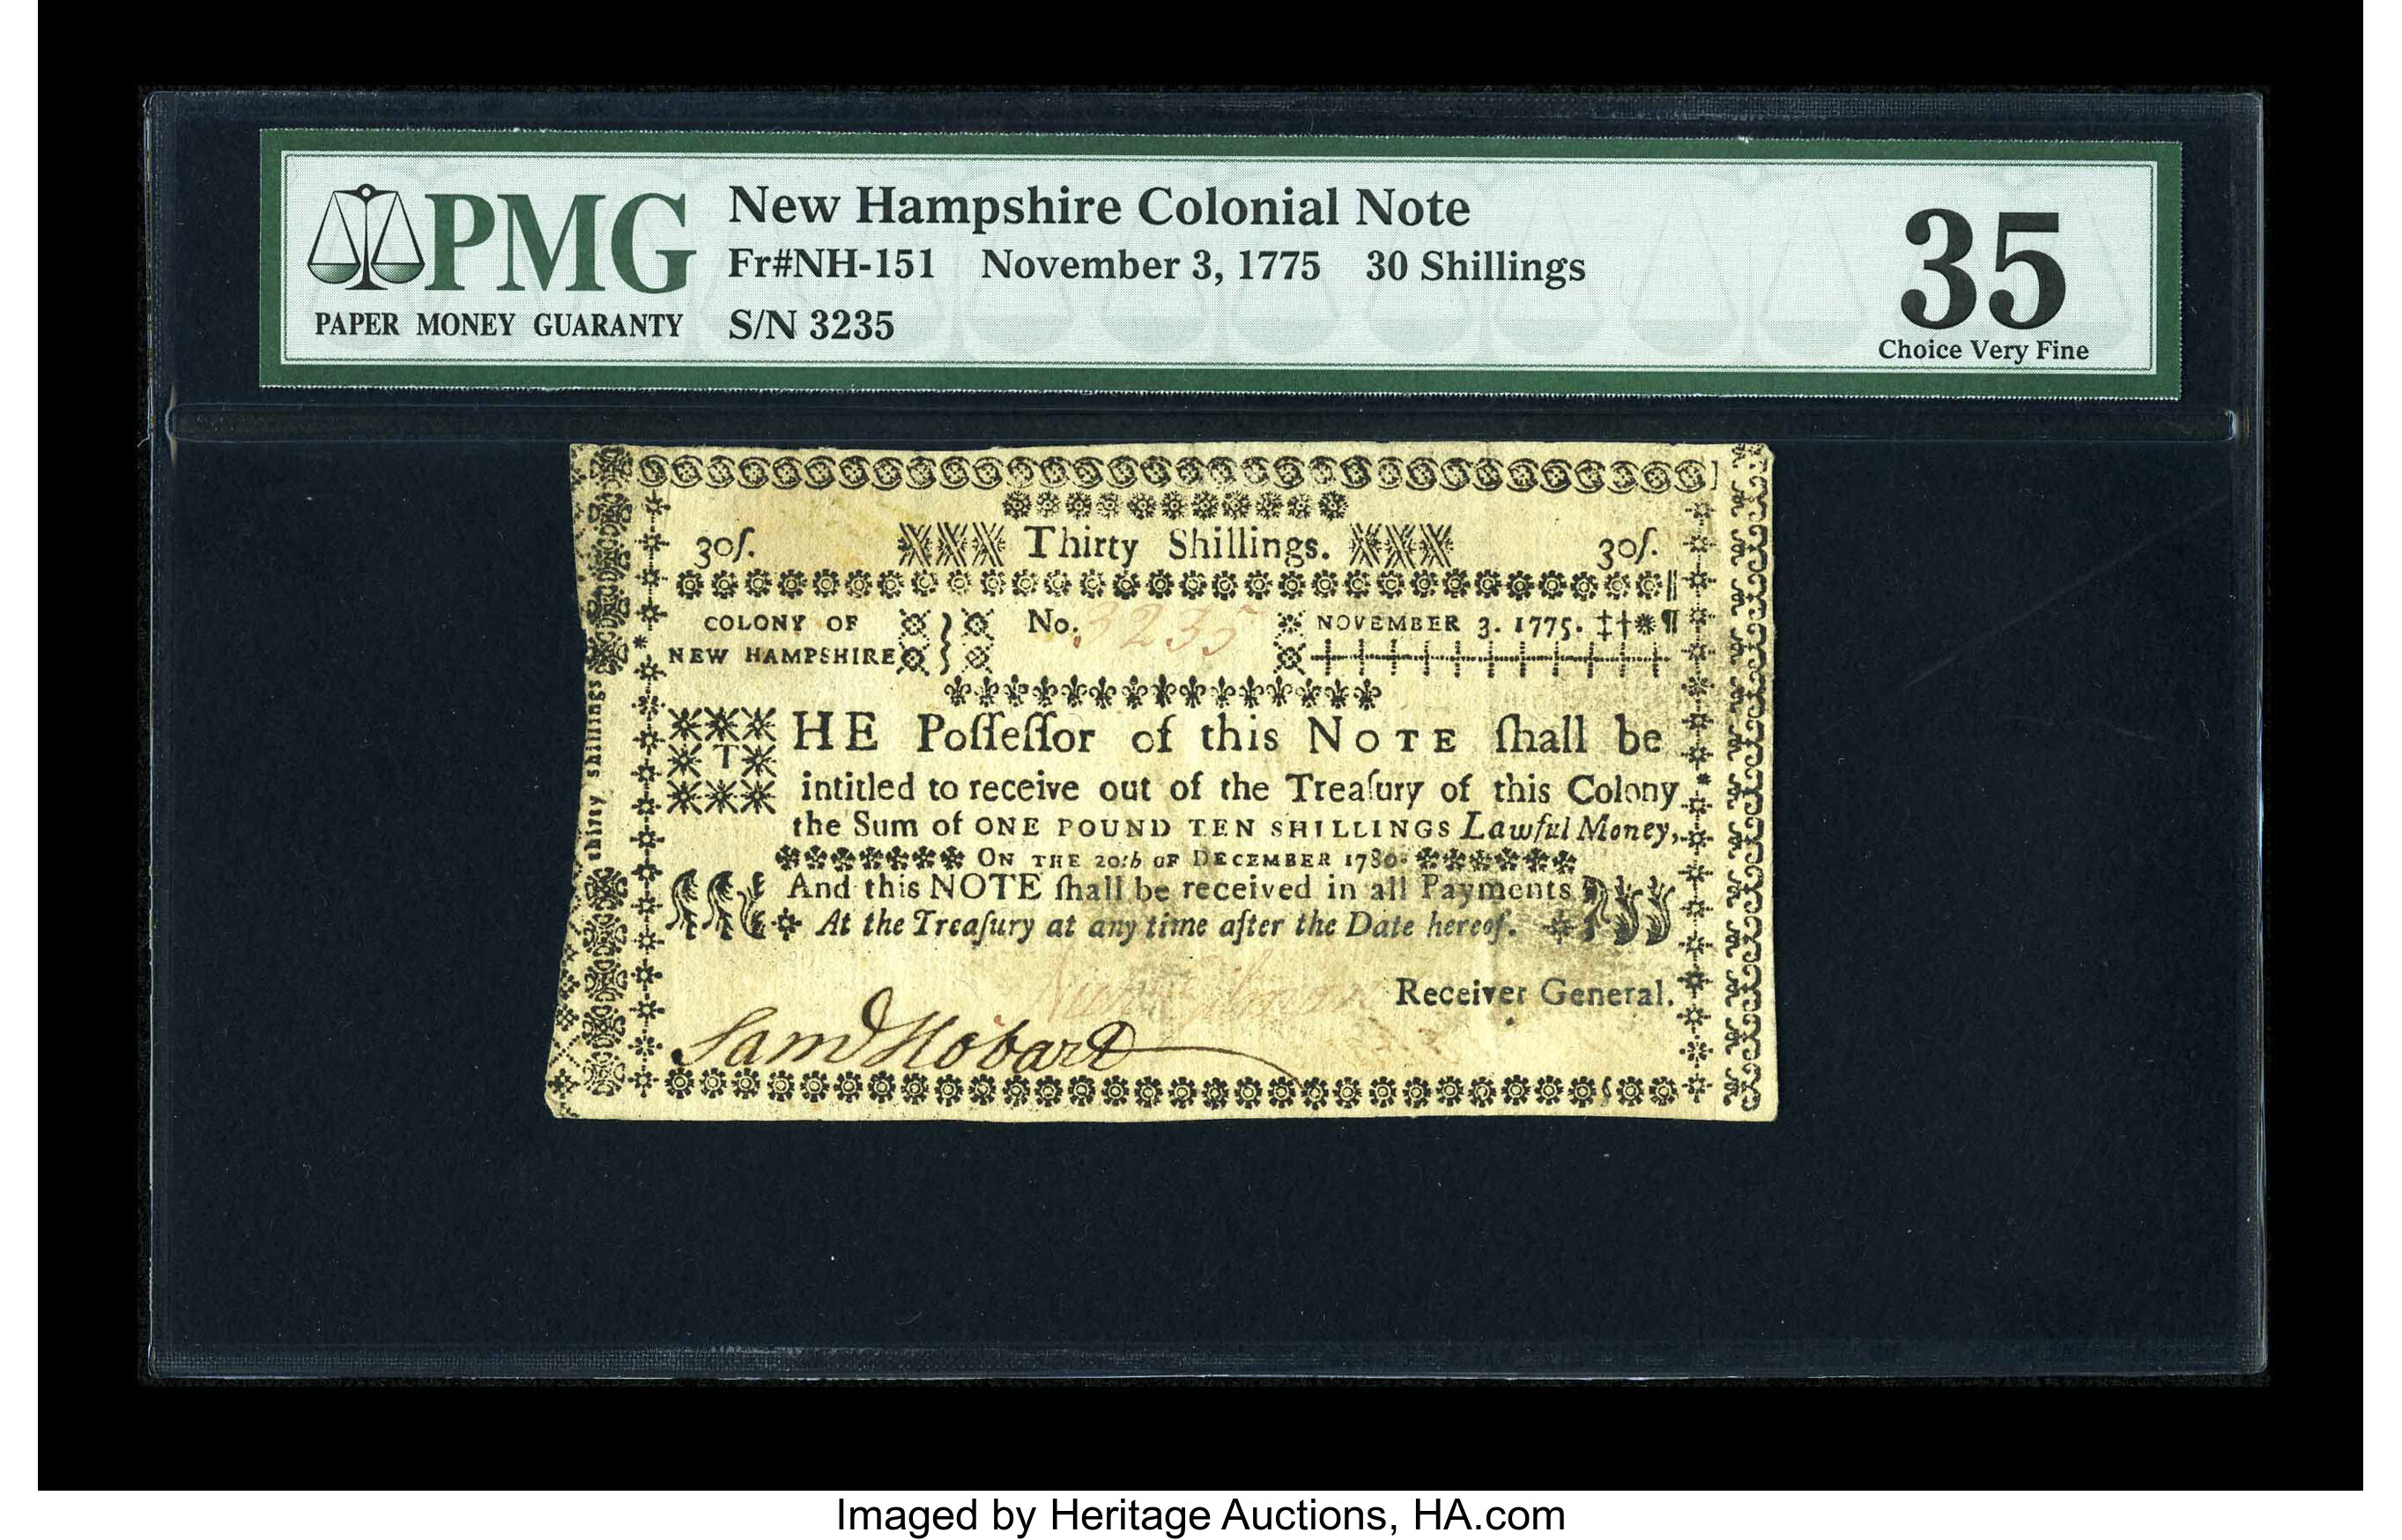 PMG
PAPER MONEY GUARANTY
New Hampshire Colonial Note
Fr#NH-151 November 3, 1775 30 Shillings
S/N 3235
35
Choice Very Fine
30ſ. XXX Thirty Shillings. XXX 30ſ.
COLONY OF
NEW HAMPSHIRE
No. 3235
NOVEMBER 3. 1775. ‡†*¶
THE Poſſeſſor of this NOTE ſhall be
intitled to receive out of the Treaſury of this Colony
the Sum of ONE POUND TEN SHILLINGS Lawful Money,
ON THE 20th OF DECEMBER 1780.
And this NOTE ſhall be received in all Payments
At the Treaſury at any time after the Date hereof.
Receiver General.
Samˡ Hobart
thirty shillings
Imaged by Heritage Auctions, HA.com